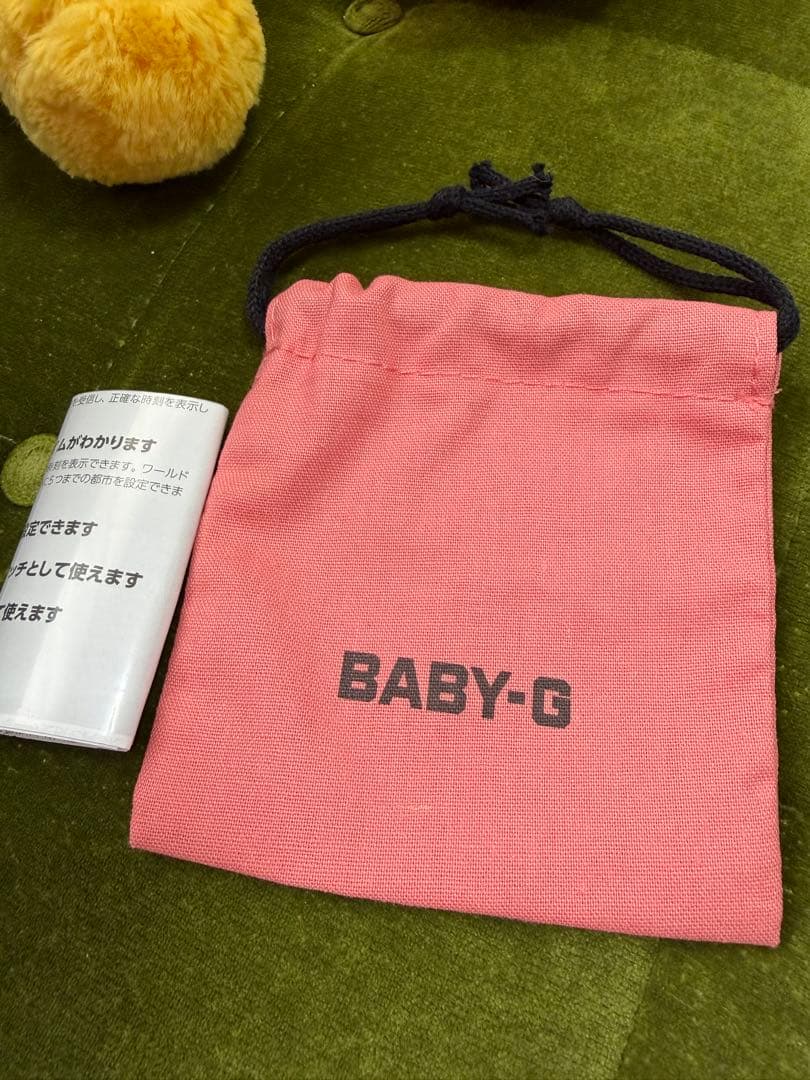 受信し、正確な時刻を表示し
ムがわかります
刻を表示できます。ワールド
5つまでの都市を設定できま
定できます
ッチとして使えます
使えます
BABY-G